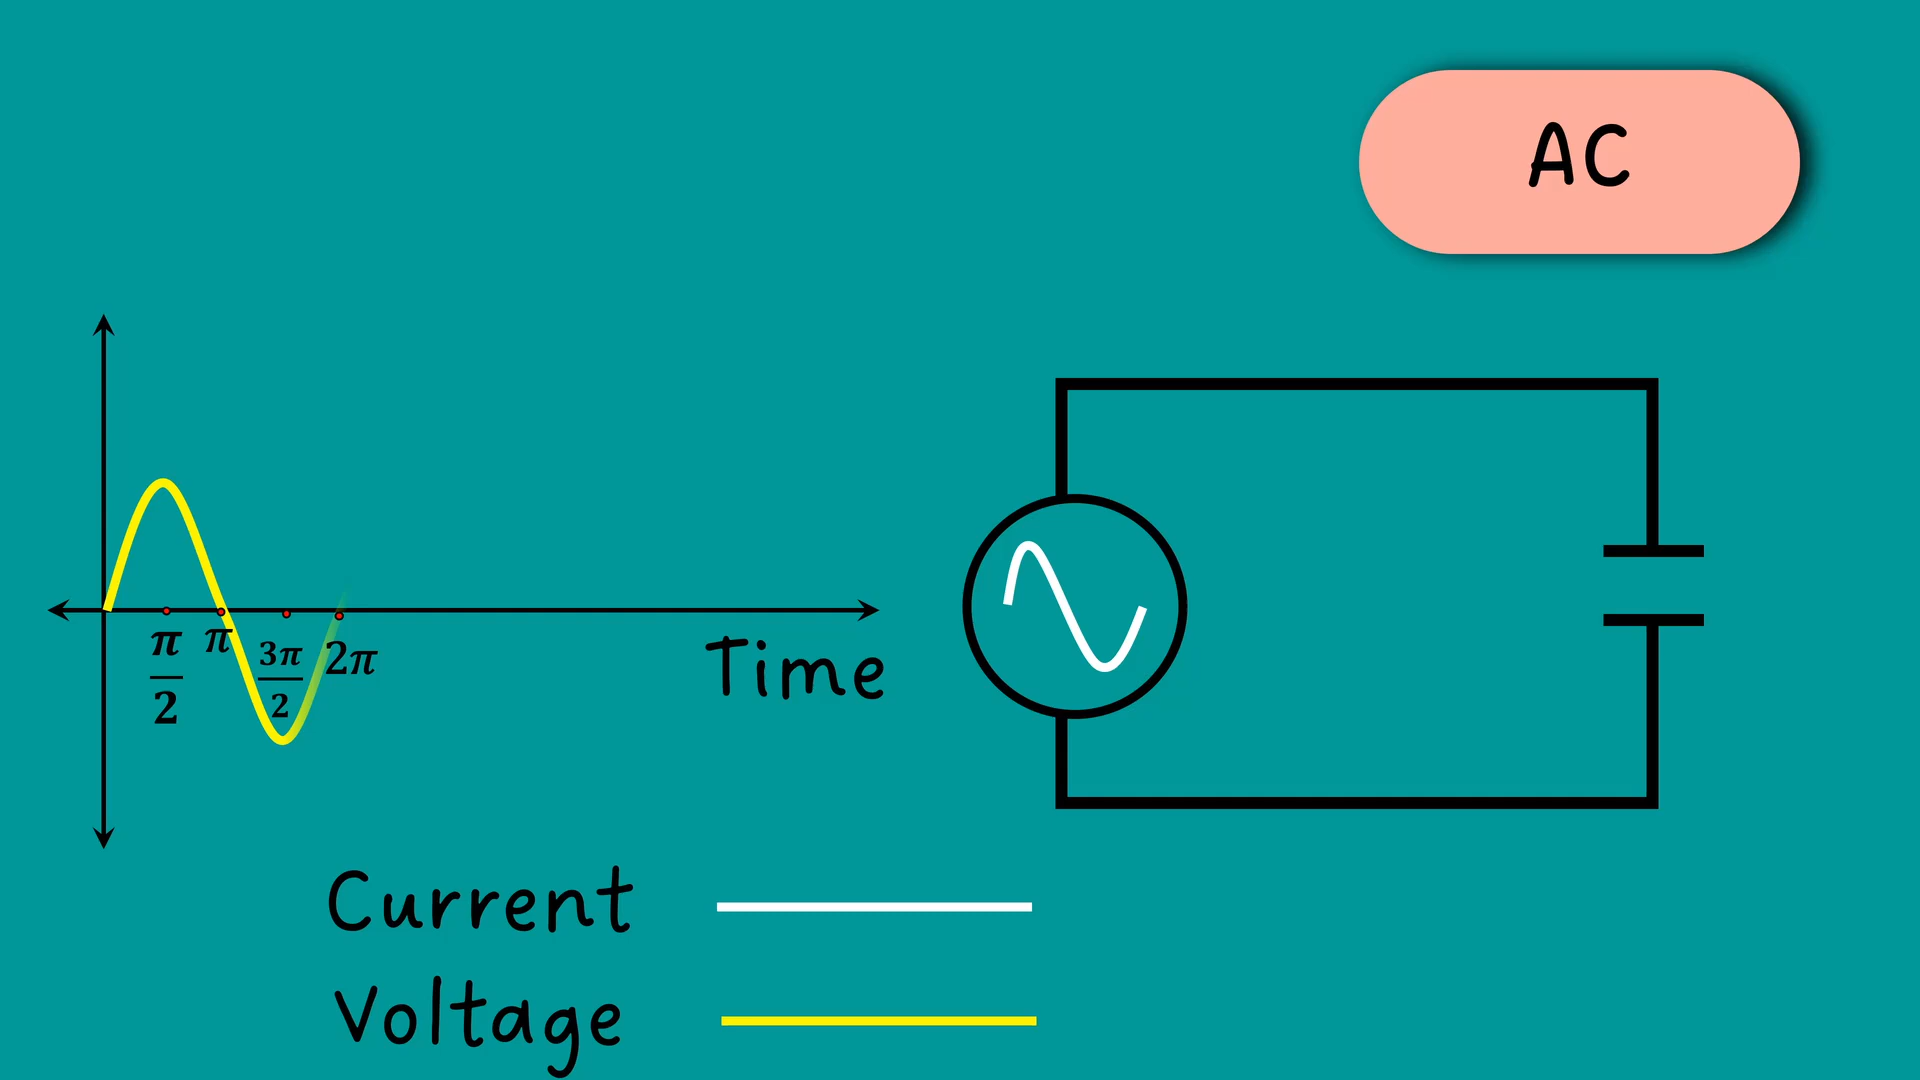 AC
π/2
π
3π/2
2π
Time
Current
Voltage